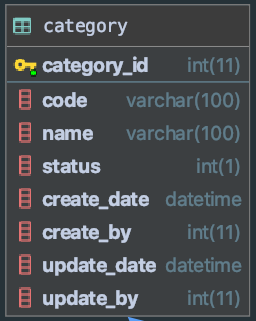 category
category_id int(11)
code varchar(100)
name varchar(100)
status int(1)
create_date datetime
create_by int(11)
update_date datetime
update_by int(11)